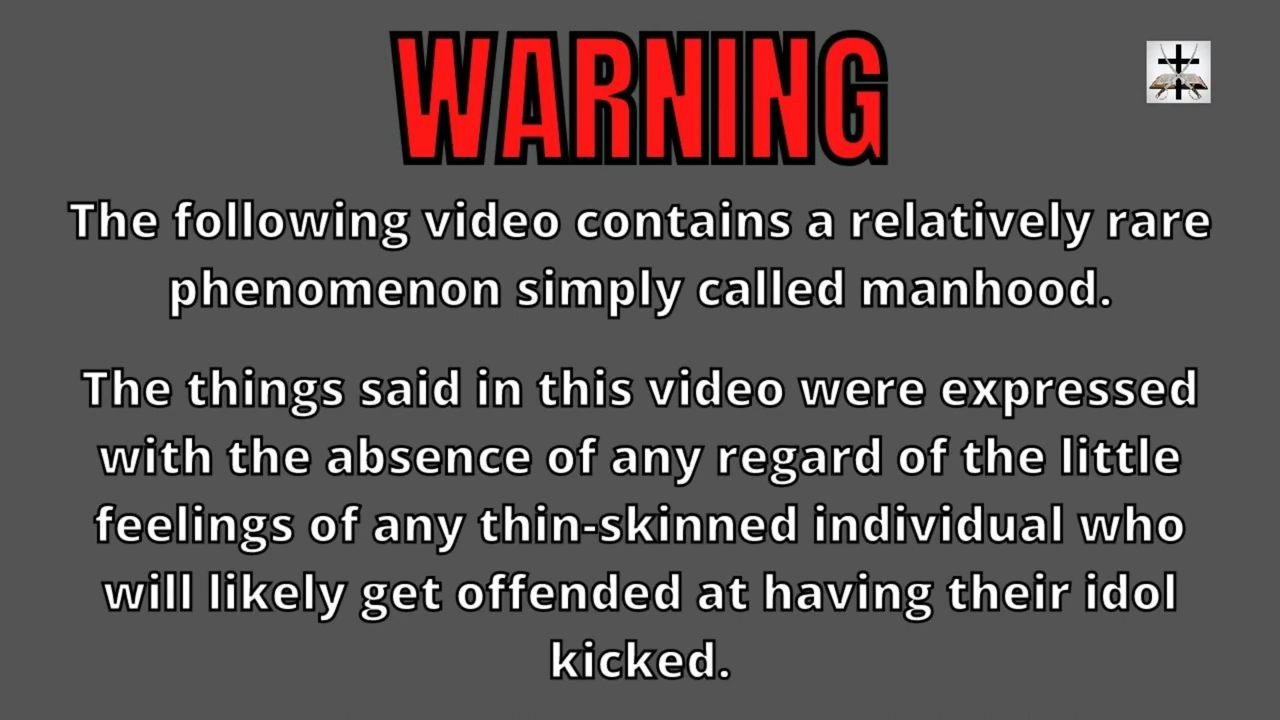 WARNING
The following video contains a relatively rare
phenomenon simply called manhood.
The things said in this video were expressed
with the absence of any regard of the little
feelings of any thin-skinned individual who
will likely get offended at having their idol
kicked.